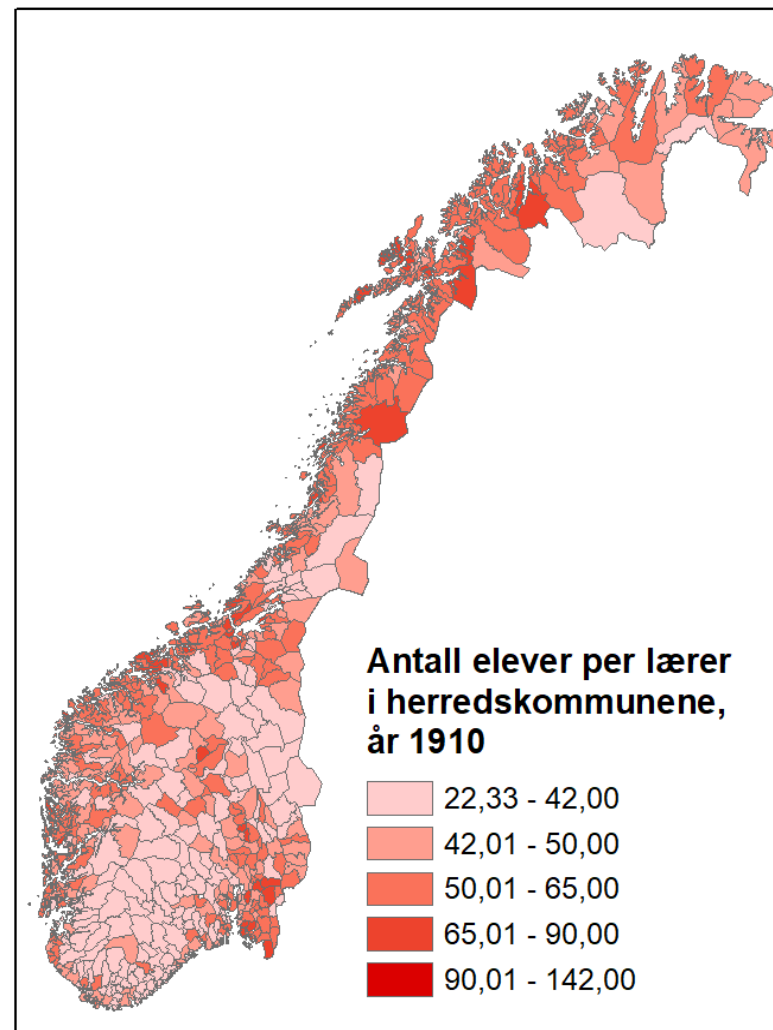 Antall elever per lærer
i herredskommunene,
år 1910
22,33 - 42,00
42,01 - 50,00
50,01 - 65,00
65,01 - 90,00
90,01 - 142,00